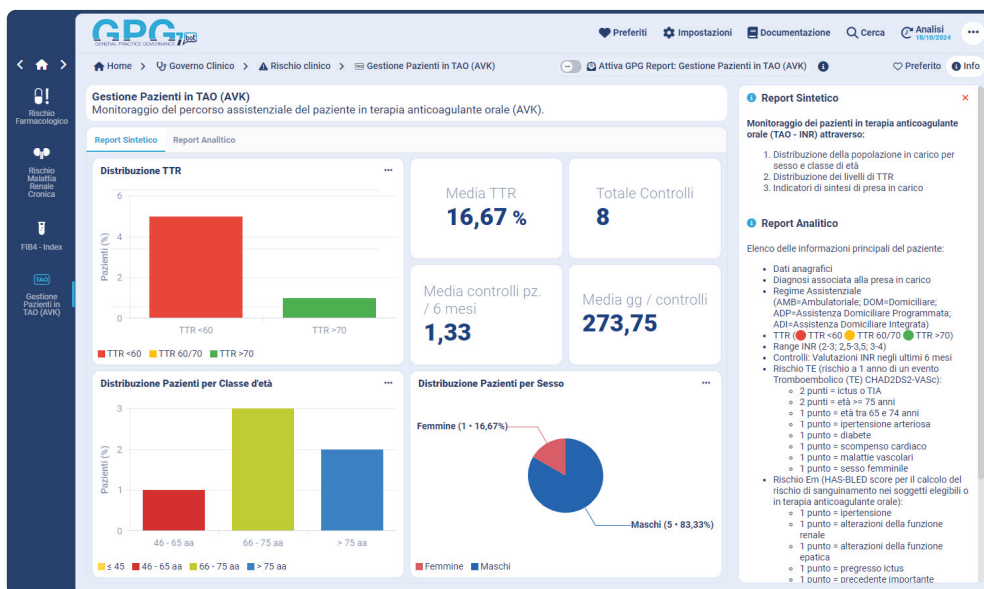 GPG 7 [bot]
GENERAL PRACTICE GOVERNANCE
Preferiti
Impostazioni
Documentazione
Cerca
Analisi
18/10/2024
Home > Governo Clinico > Rischio clinico > TAO Gestione Pazienti in TAO (AVK)
Attiva GPG Report: Gestione Pazienti in TAO (AVK)
Preferito
Info
Rischio
Farmacologico
Rischio
Malattia
Renale
Cronica
FIB4 - Index
TAO
Gestione
Pazienti in
TAO (AVK)
Gestione Pazienti in TAO (AVK)
Monitoraggio del percorso assistenziale del paziente in terapia anticoagulante orale (AVK).
Report Sintetico
Report Analitico
Distribuzione TTR
Pazienti (%)
6
4
2
0
TTR <60
TTR >70
TTR <60
TTR 60/70
TTR >70
Media TTR
16,67 %
Totale Controlli
8
Media controlli pz.
/ 6 mesi
1,33
Media gg / controlli
273,75
Distribuzione Pazienti per Classe d'età
Pazienti (%)
3
2
1
0
46 - 65 aa
66 - 75 aa
> 75 aa
≤ 45
46 - 65 aa
66 - 75 aa
> 75 aa
Distribuzione Pazienti per Sesso
Femmine (1 • 16,67%)
Maschi (5 • 83,33%)
Femmine
Maschi
Report Sintetico
Monitoraggio dei pazienti in terapia anticoagulante
orale (TAO - INR) attraverso:
1. Distribuzione della popolazione in carico per
sesso e classe di età
2. Distribuzione dei livelli di TTR
3. Indicatori di sintesi di presa in carico
Report Analitico
Elenco delle informazioni principali del paziente:
• Dati anagrafici
• Diagnosi associata alla presa in carico
• Regime Assistenziale
(AMB=Ambulatoriale; DOM=Domiciliare;
ADP=Assistenza Domiciliare Programmata;
ADI=Assistenza Domiciliare Integrata)
• TTR ( TTR <60 TTR 60/70 TTR >70)
• Range INR (2-3; 2,5-3,5; 3-4)
• Controlli: Valutazioni INR negli ultimi 6 mesi
• Rischio TE (rischio a 1 anno di un evento
Tromboembolico (TE) CHAD2DS2-VASc):
2 punti = ictus o TIA
2 punti = età >= 75 anni
1 punto = età tra 65 e 74 anni
1 punto = ipertensione arteriosa
1 punto = diabete
1 punto = scompenso cardiaco
1 punto = malattie vascolari
1 punto = sesso femminile
• Rischio Em (HAS-BLED score per il calcolo del
rischio di sanguinamento nei soggetti elegibili o
in terapia anticoagulante orale):
1 punto = ipertensione
1 punto = alterazioni della funzione
renale
1 punto = alterazioni della funzione
epatica
1 punto = pregresso ictus
1 punto = precedente importante